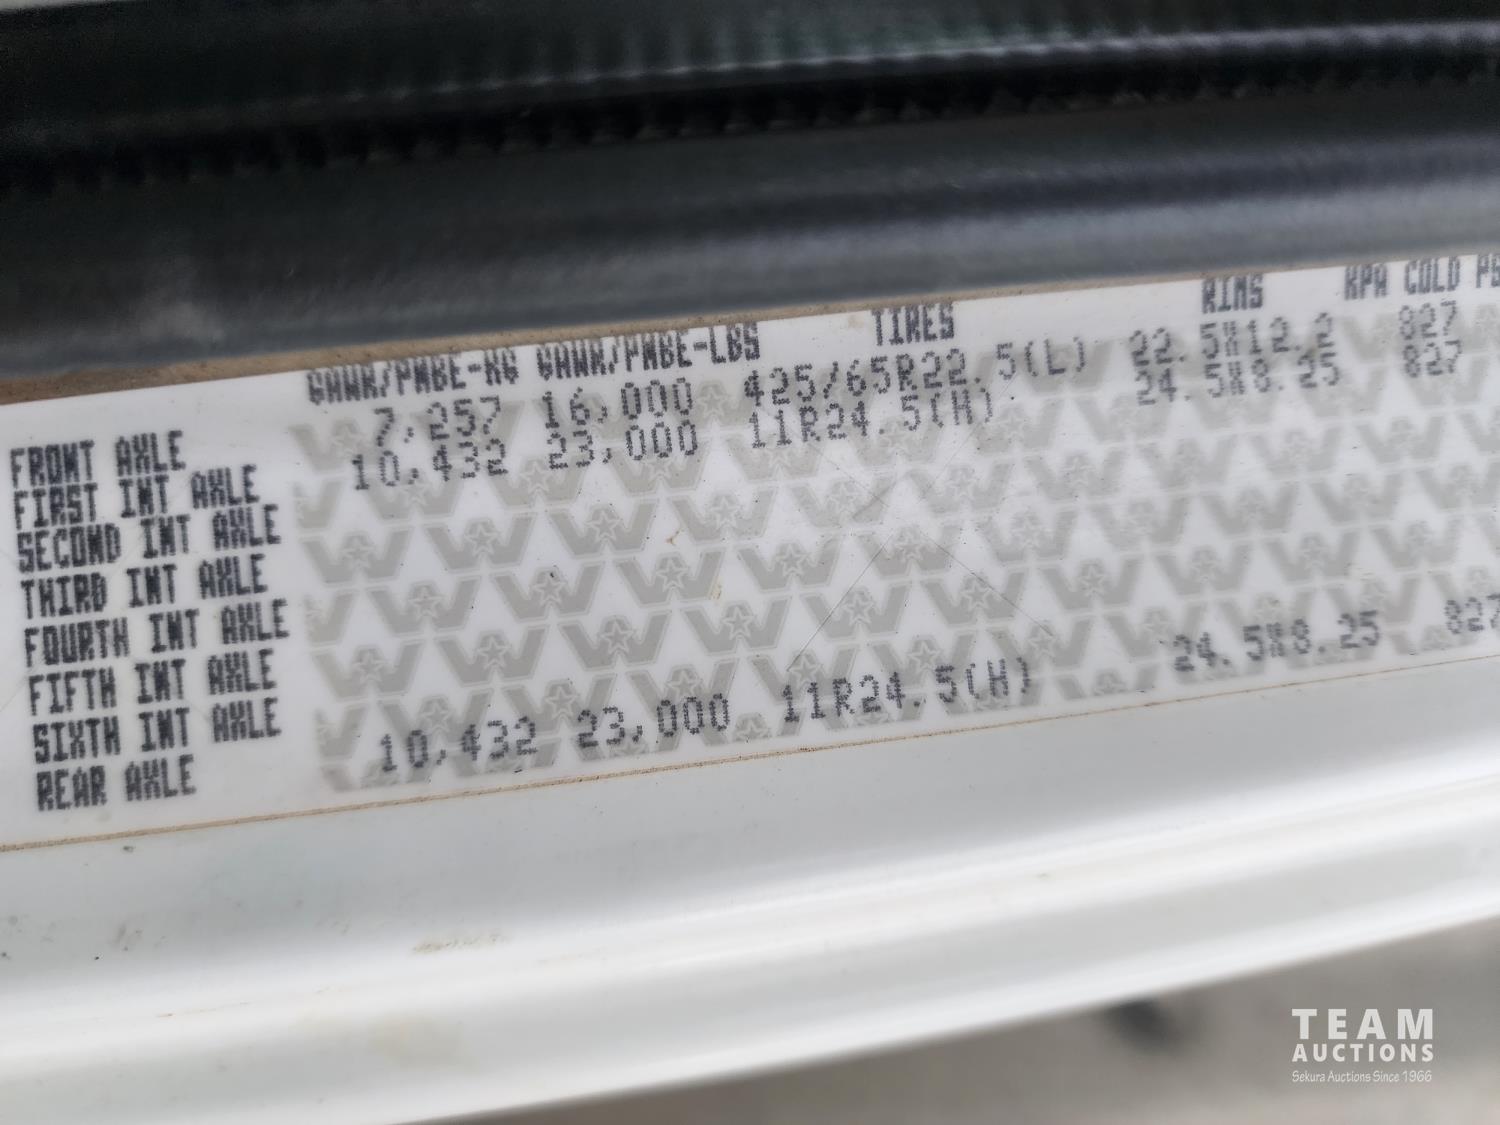 GAWR/PNBE-KG GAWR/PNBE-LBS TIRES RIMS KPA COLD
FRONT AXLE 7,257 16,000 425/65R22.5(L) 22.5X12.2 827
FIRST INT AXLE 10,432 23,000 11R24.5(H) 24.5X8.25 827
SECOND INT AXLE
THIRD INT AXLE
FOURTH INT AXLE
FIFTH INT AXLE
SIXTH INT AXLE
REAR AXLE 10,432 23,000 11R24.5(H) 24.5X8.25 827
TEAM
AUCTIONS
Sekura Auctions Since 1966